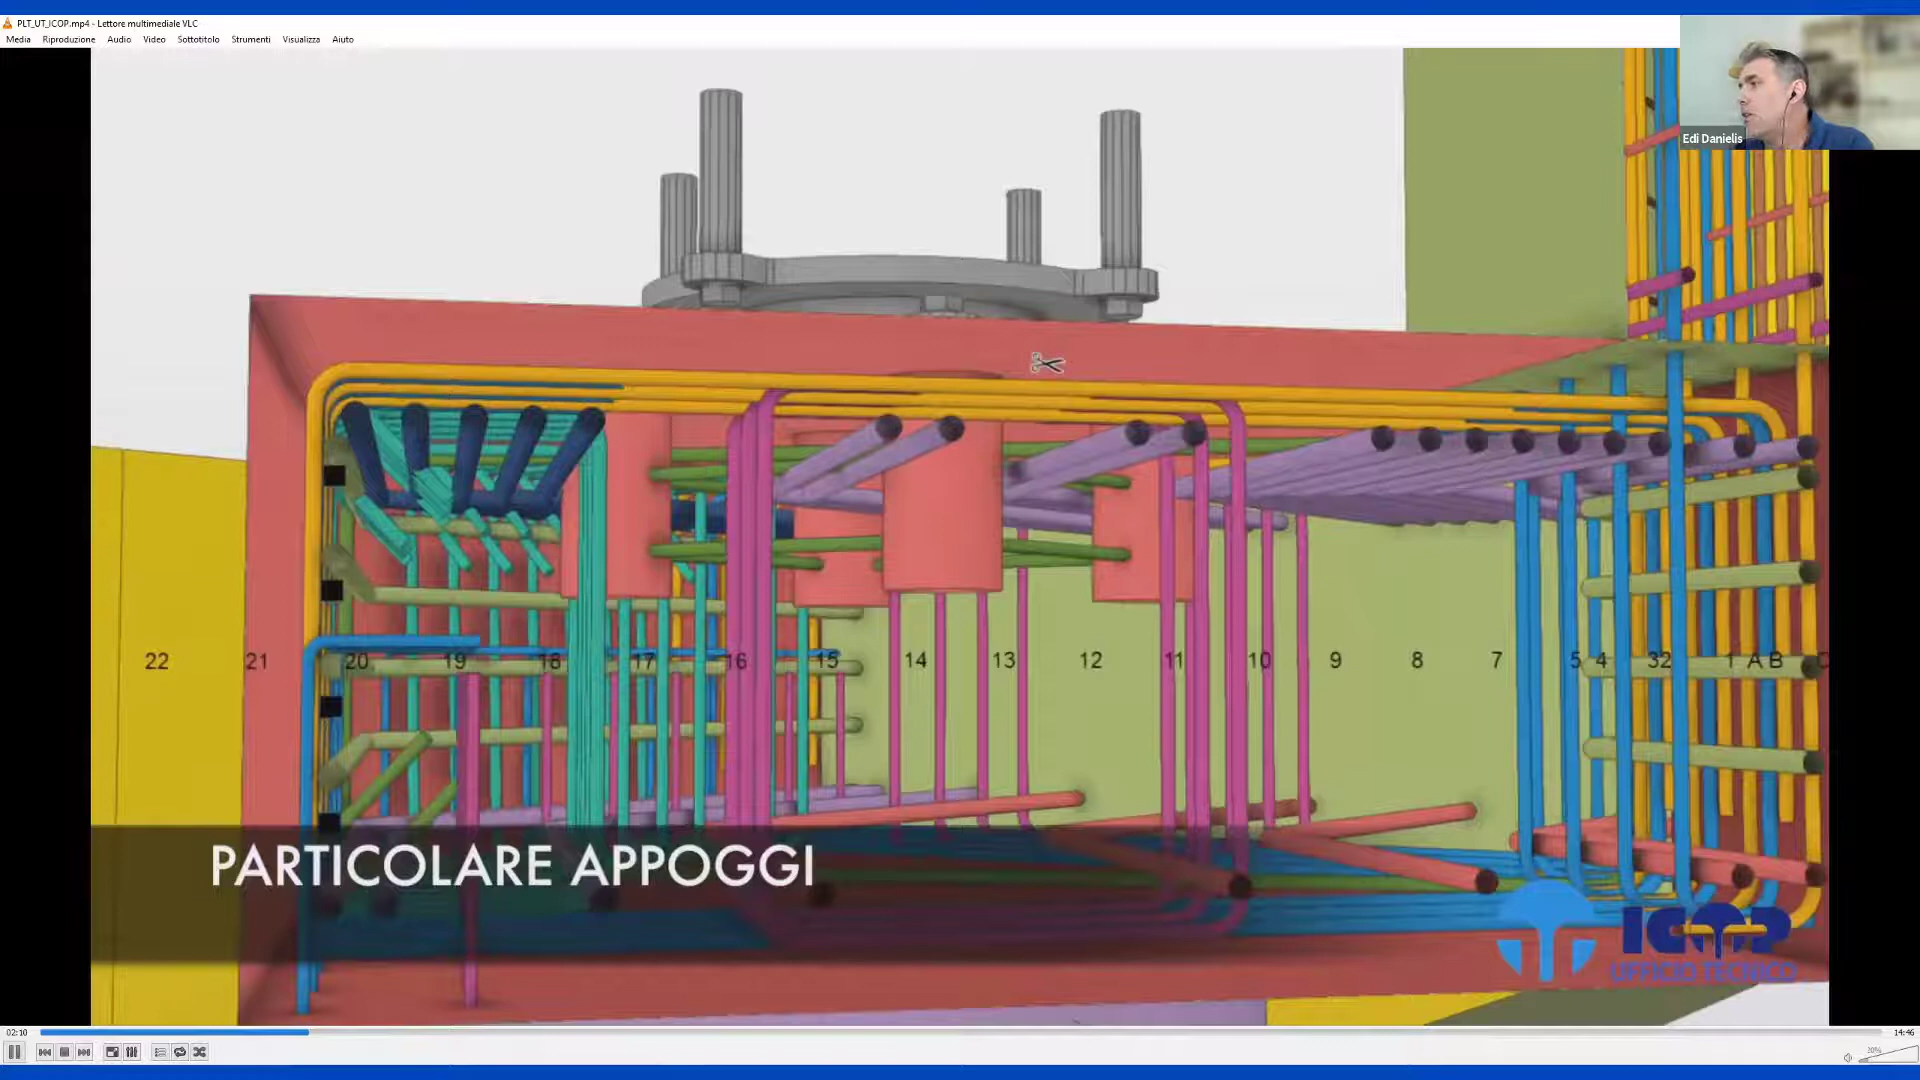 PLT_UT_ICOP.mp4 - Lettore multimediale VLC
Media Riproduzione Audio Video Sottotitolo Strumenti Visualizza Aiuto
Edi Danielis
22 21 20 19 18 17 16 15 14 13 12 11 10 9 8 7 5 4 32 1 A B
PARTICOLARE APPOGGI
ICOP
UFFICIO TECNICO
02:10
14:46